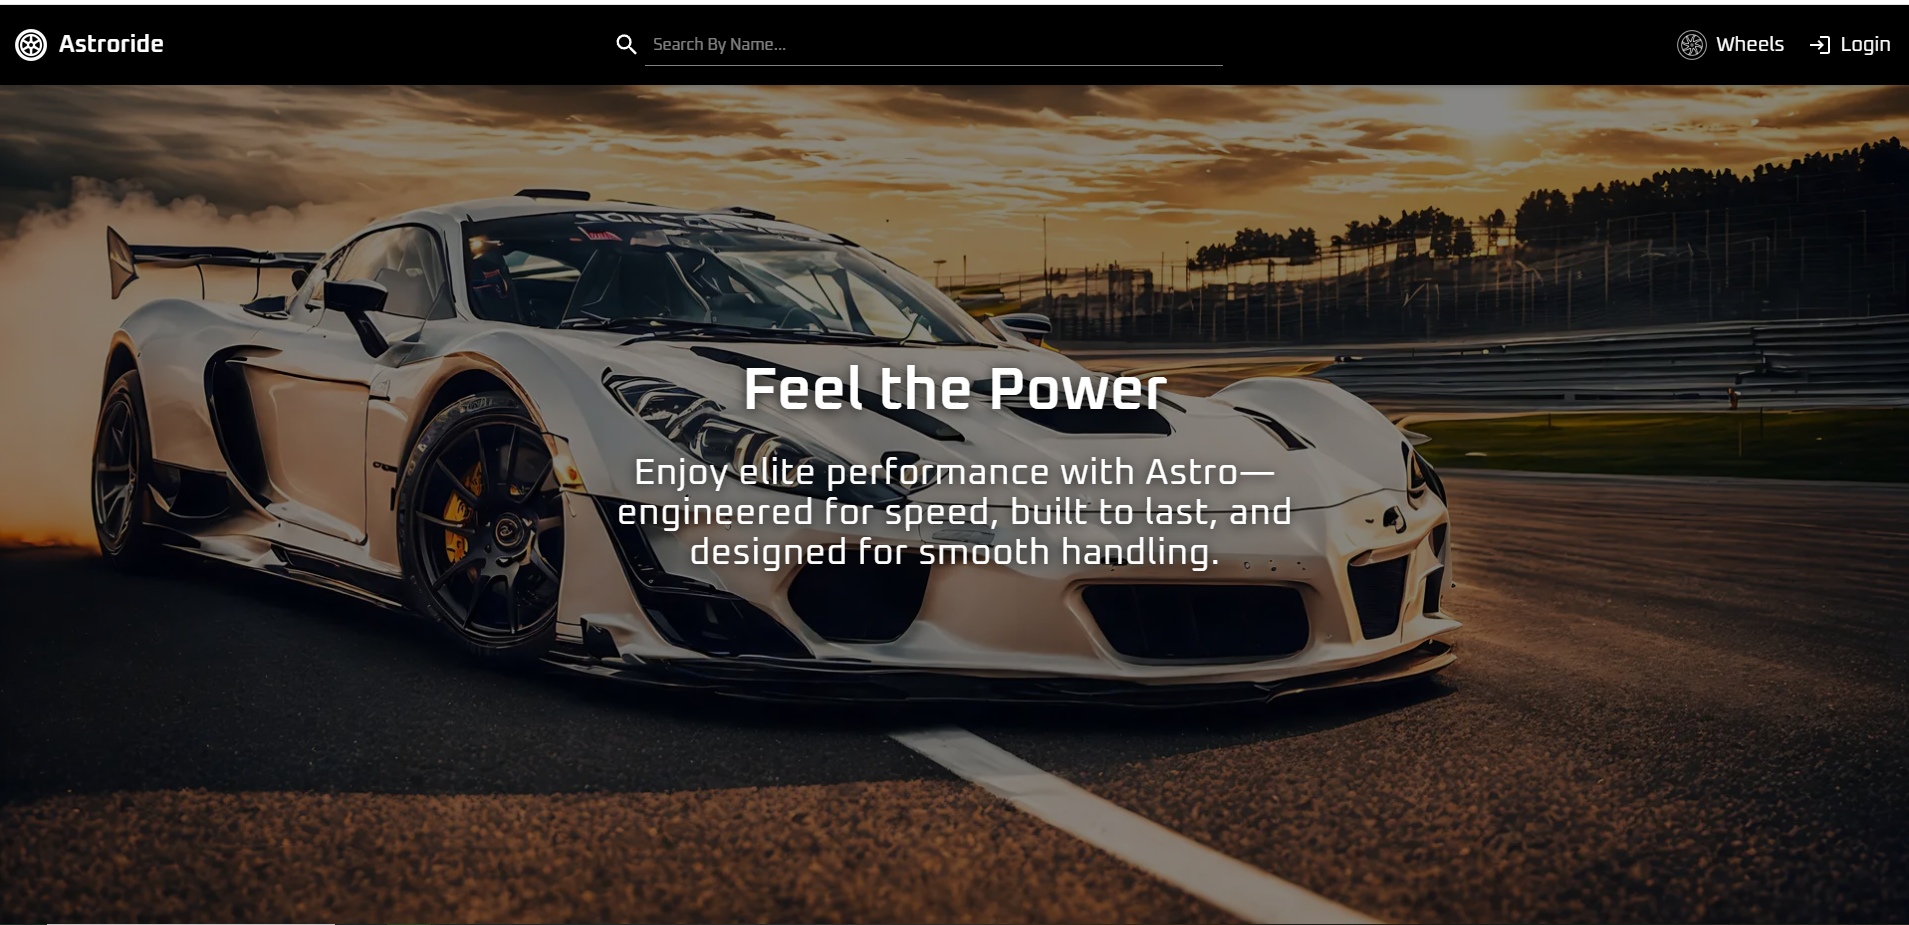 Astroride
Search By Name...
Wheels
Login
Feel the Power
Enjoy elite performance with Astro—
engineered for speed, built to last, and
designed for smooth handling.